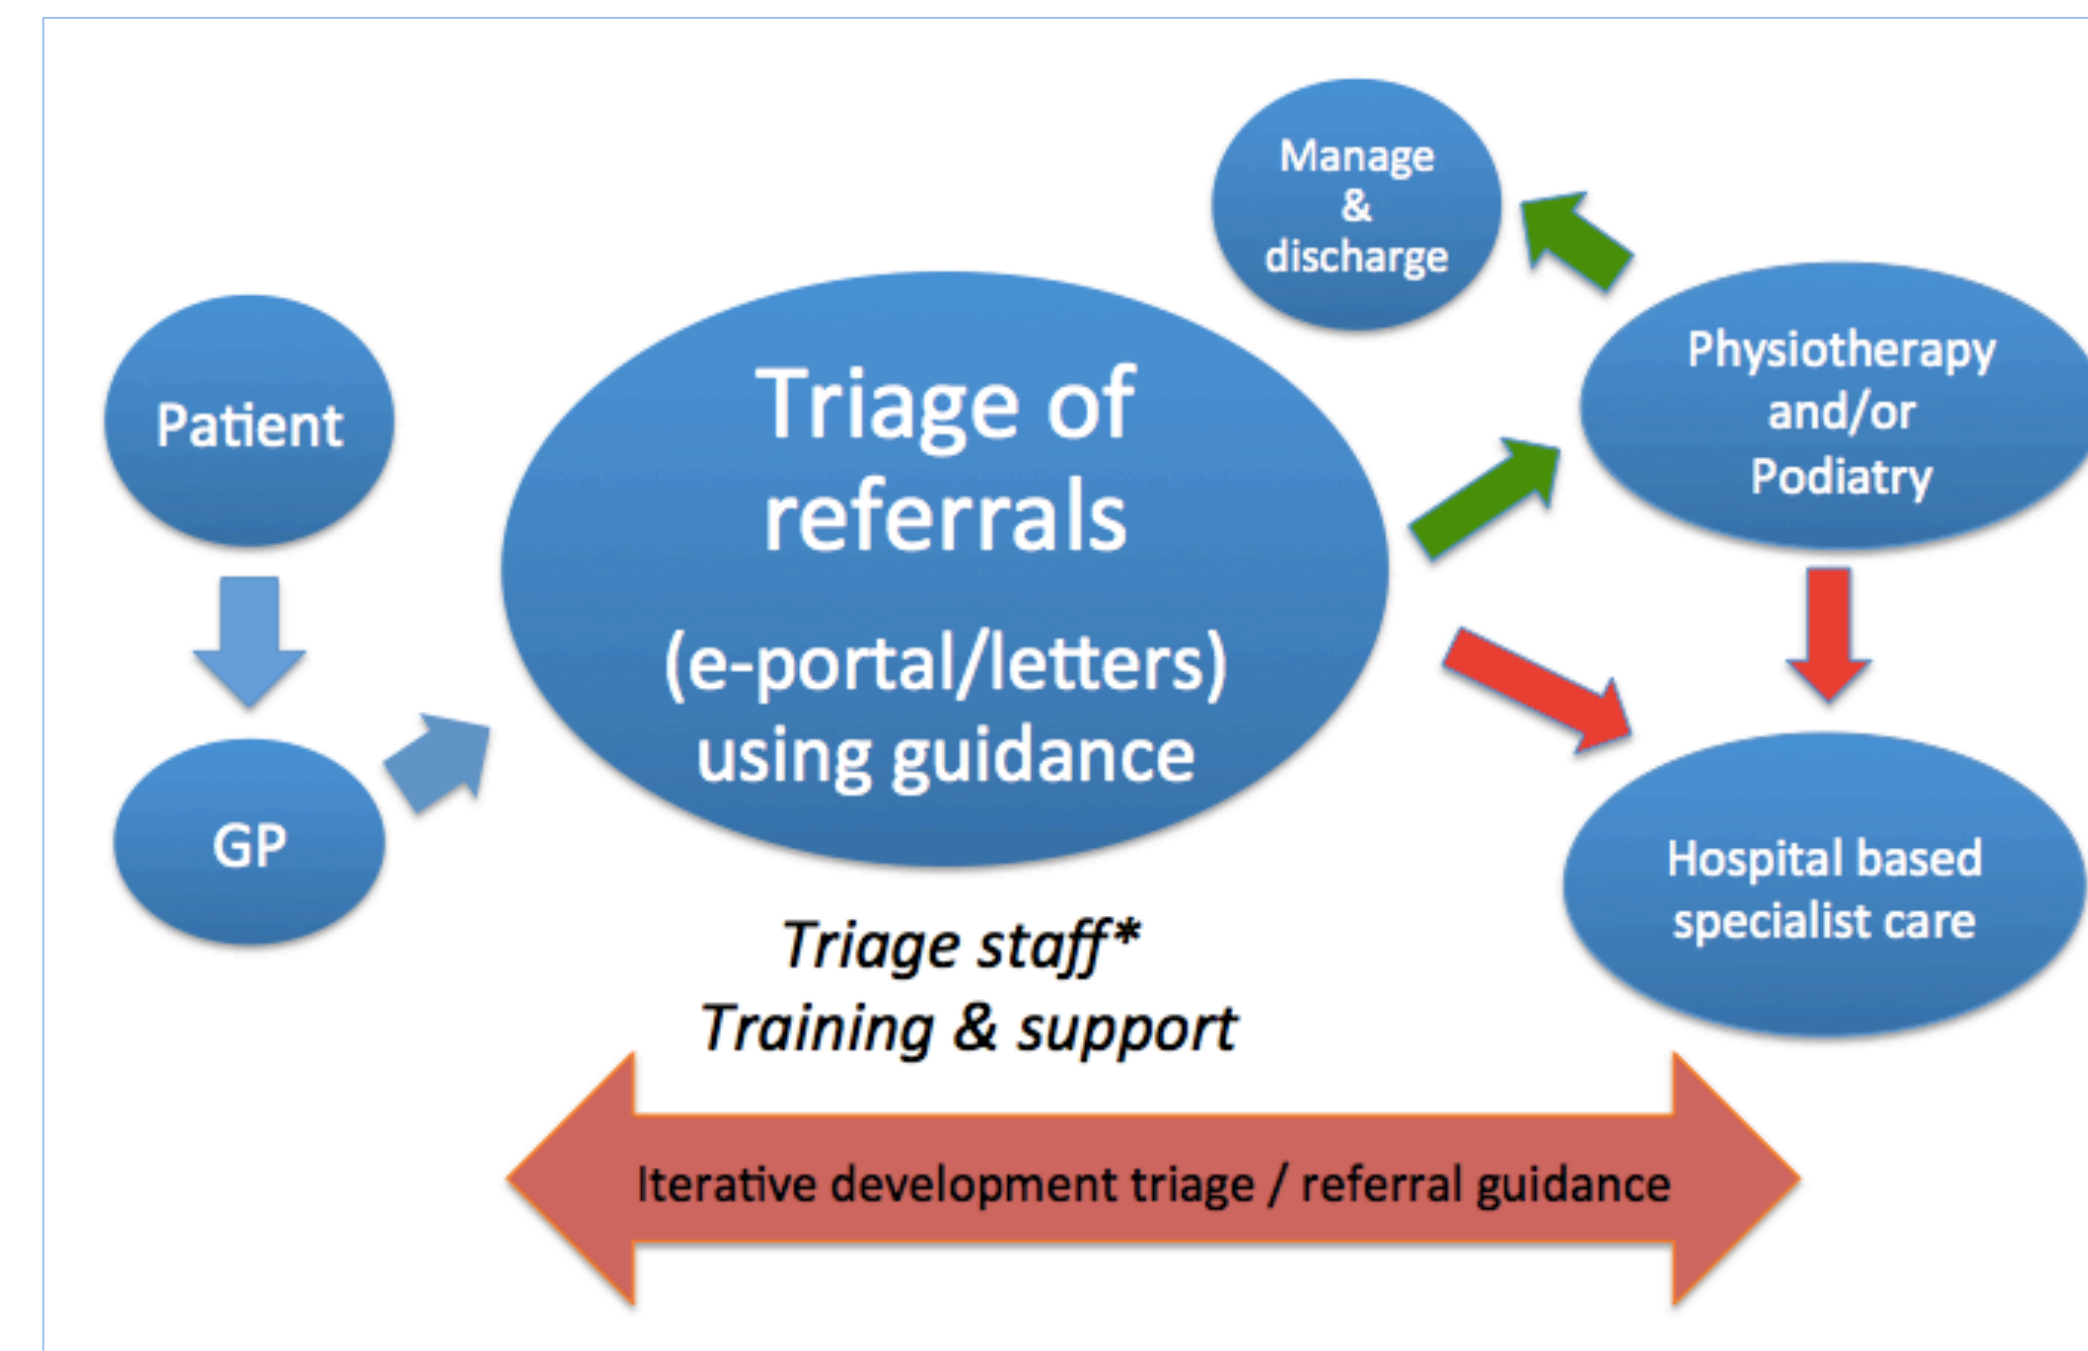 Patient
GP
Triage of
referrals
(e-portal/letters)
using guidance
Triage staff*
Training & support
Manage
&
discharge
Physiotherapy
and/or
Podiatry
Hospital based
specialist care
Iterative development triage / referral guidance